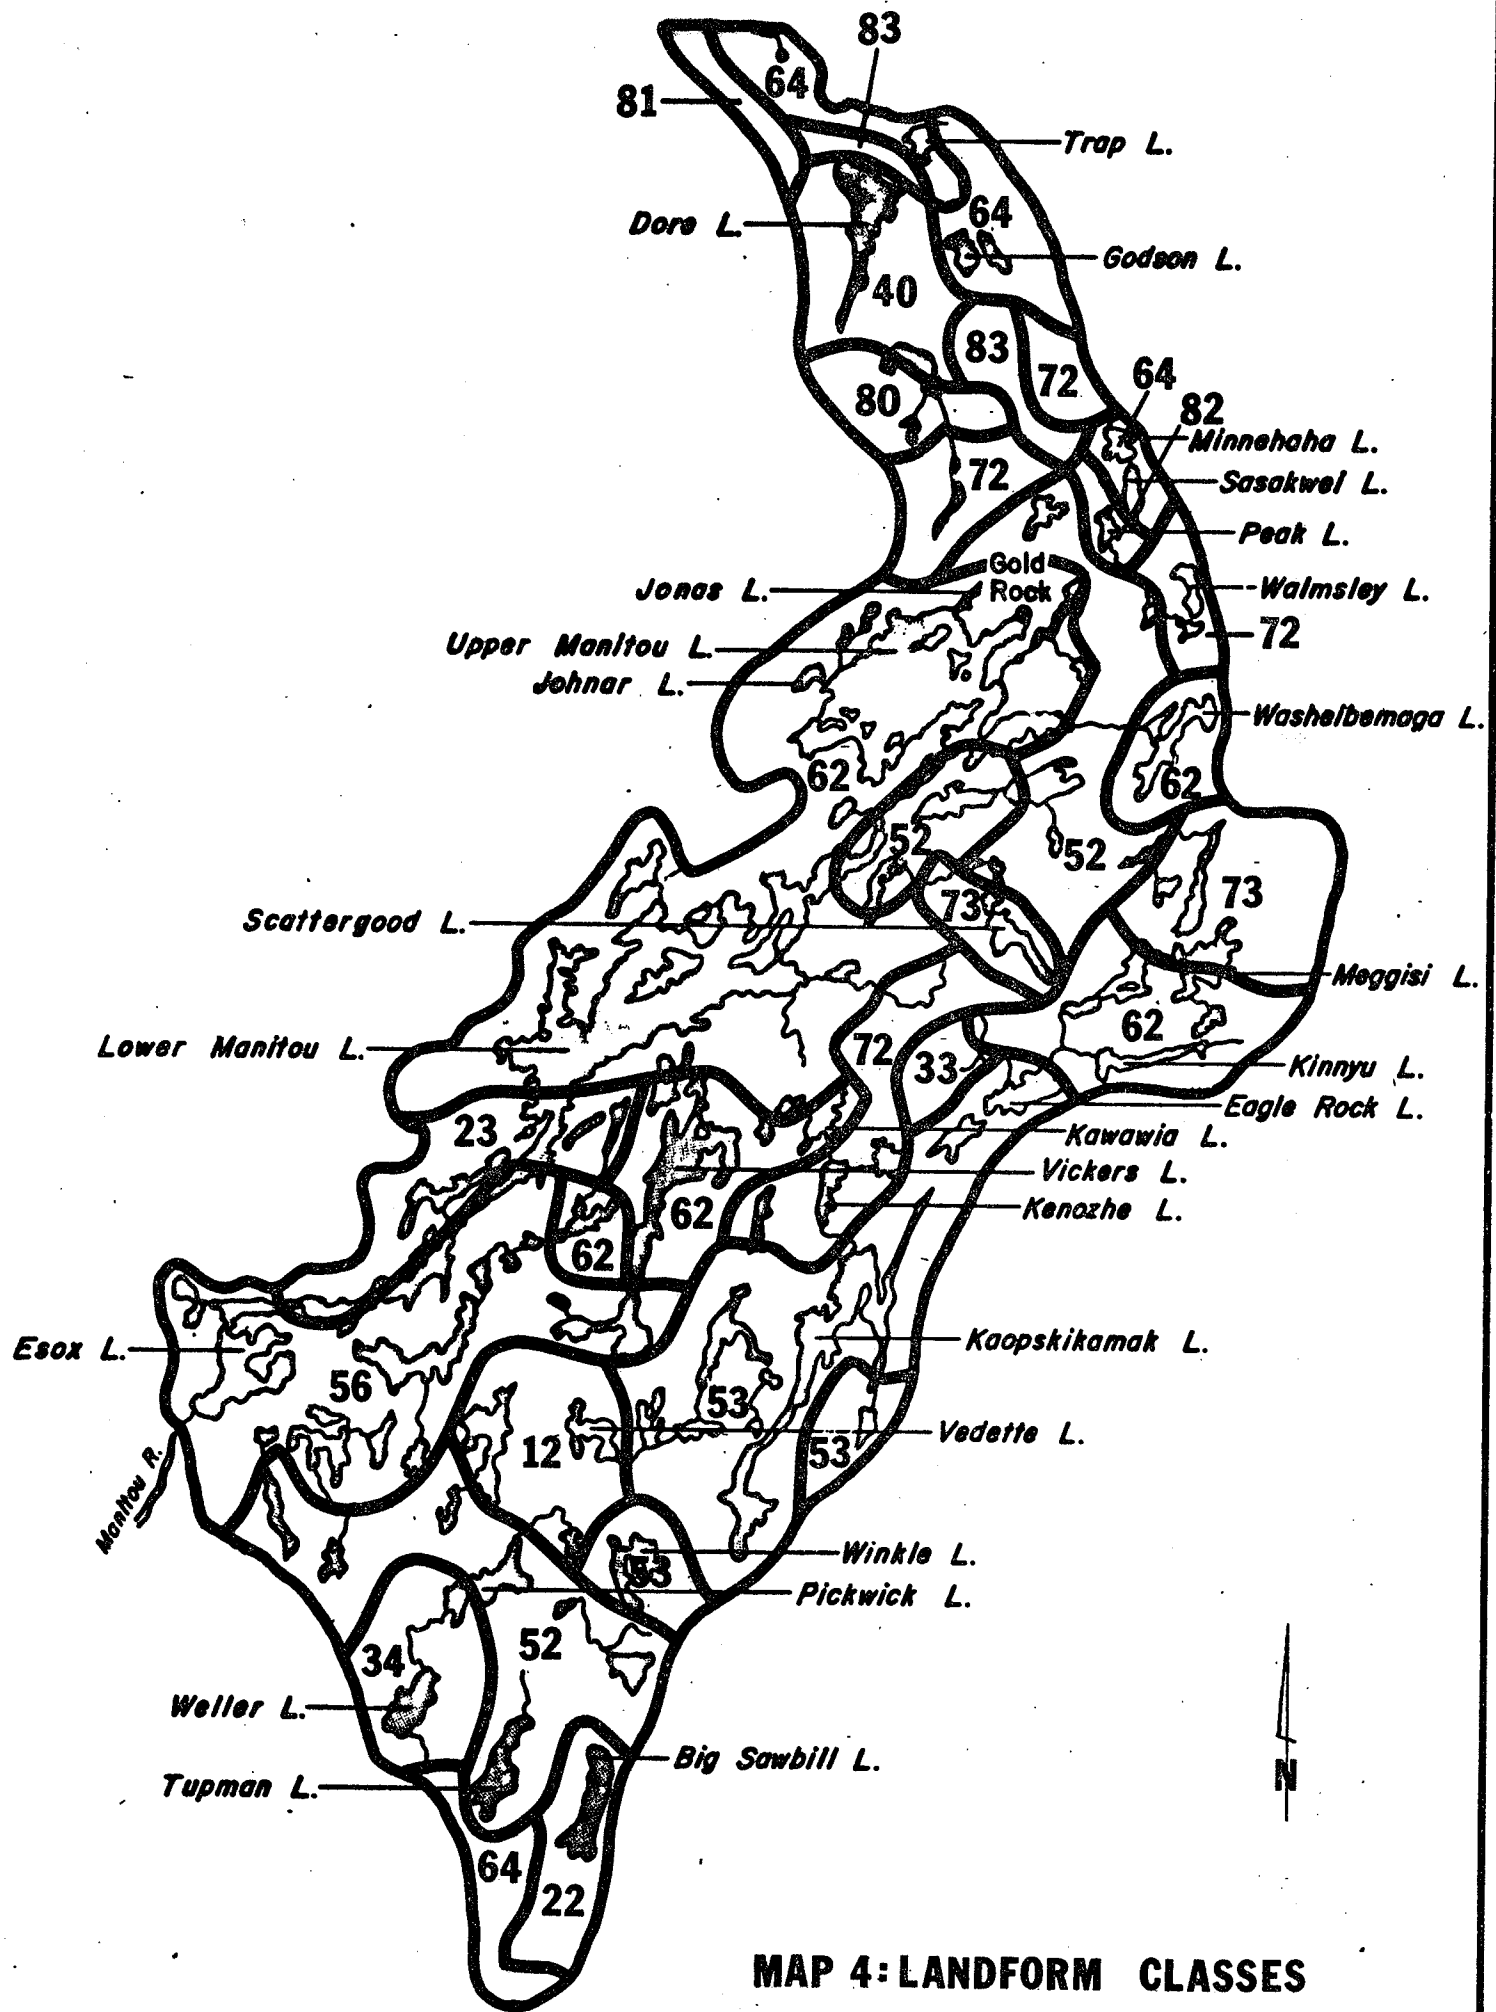 83
64
81
Trap L.
64
Dore L.
Godson L.
40
83
72
64
80
82
Minnehaha L.
72
Sasakwei L.
Peak L.
Gold
Rock
Jonas L.
Walmsley L.
72
Upper Manitou L.
Johnar L.
Washeibemaga L.
62
62
52
52
73
73
Scattergood L.
Meggisi L.
62
Lower Manitou L.
72
33
Kinnyu L.
Eagle Rock L.
23
Kawawia L.
Vickers L.
62
Kenozhe L.
62
Esox L.
Kaopskikamak L.
56
53
Vedette L.
12
53
Manitou R.
Winkle L.
53
Pickwick L.
52
34
Weller L.
Big Sawbill L.
Tupman L.
N
64
22
MAP 4: LANDFORM CLASSES